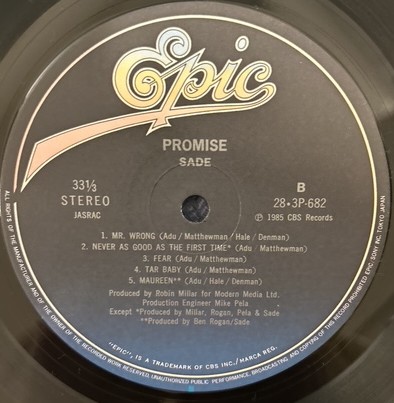 Epic
PROMISE
SADE
33⅓
STEREO
JASRAC
B
28・3P-682
Ⓟ 1985 CBS Records
1. MR. WRONG (Adu / Matthewman / Hale / Denman)
2. NEVER AS GOOD AS THE FIRST TIME* (Adu / Matthewman)
3. FEAR (Adu / Matthewman)
4. TAR BABY (Adu / Matthewman)
5. MAUREEN** (Adu / Hale / Denman)
Produced by Robin Millar for Modern Media Ltd.
Production Engineer Mike Pela
Except *Produced by Millar, Rogan, Pela & Sade
**Produced by Ben Rogan/Sade
"EPIC", IS A TRADEMARK OF CBS INC./MARCA REG.
ALL RIGHTS OF THE MANUFACTURER AND OF THE OWNER OF THE RECORDED WORK RESERVED. UNAUTHORIZED PUBLIC PERFORMANCE, BROADCASTING AND COPYING OF THIS RECORD PROHIBITED
EPIC/SONY INC. TOKYO JAPAN